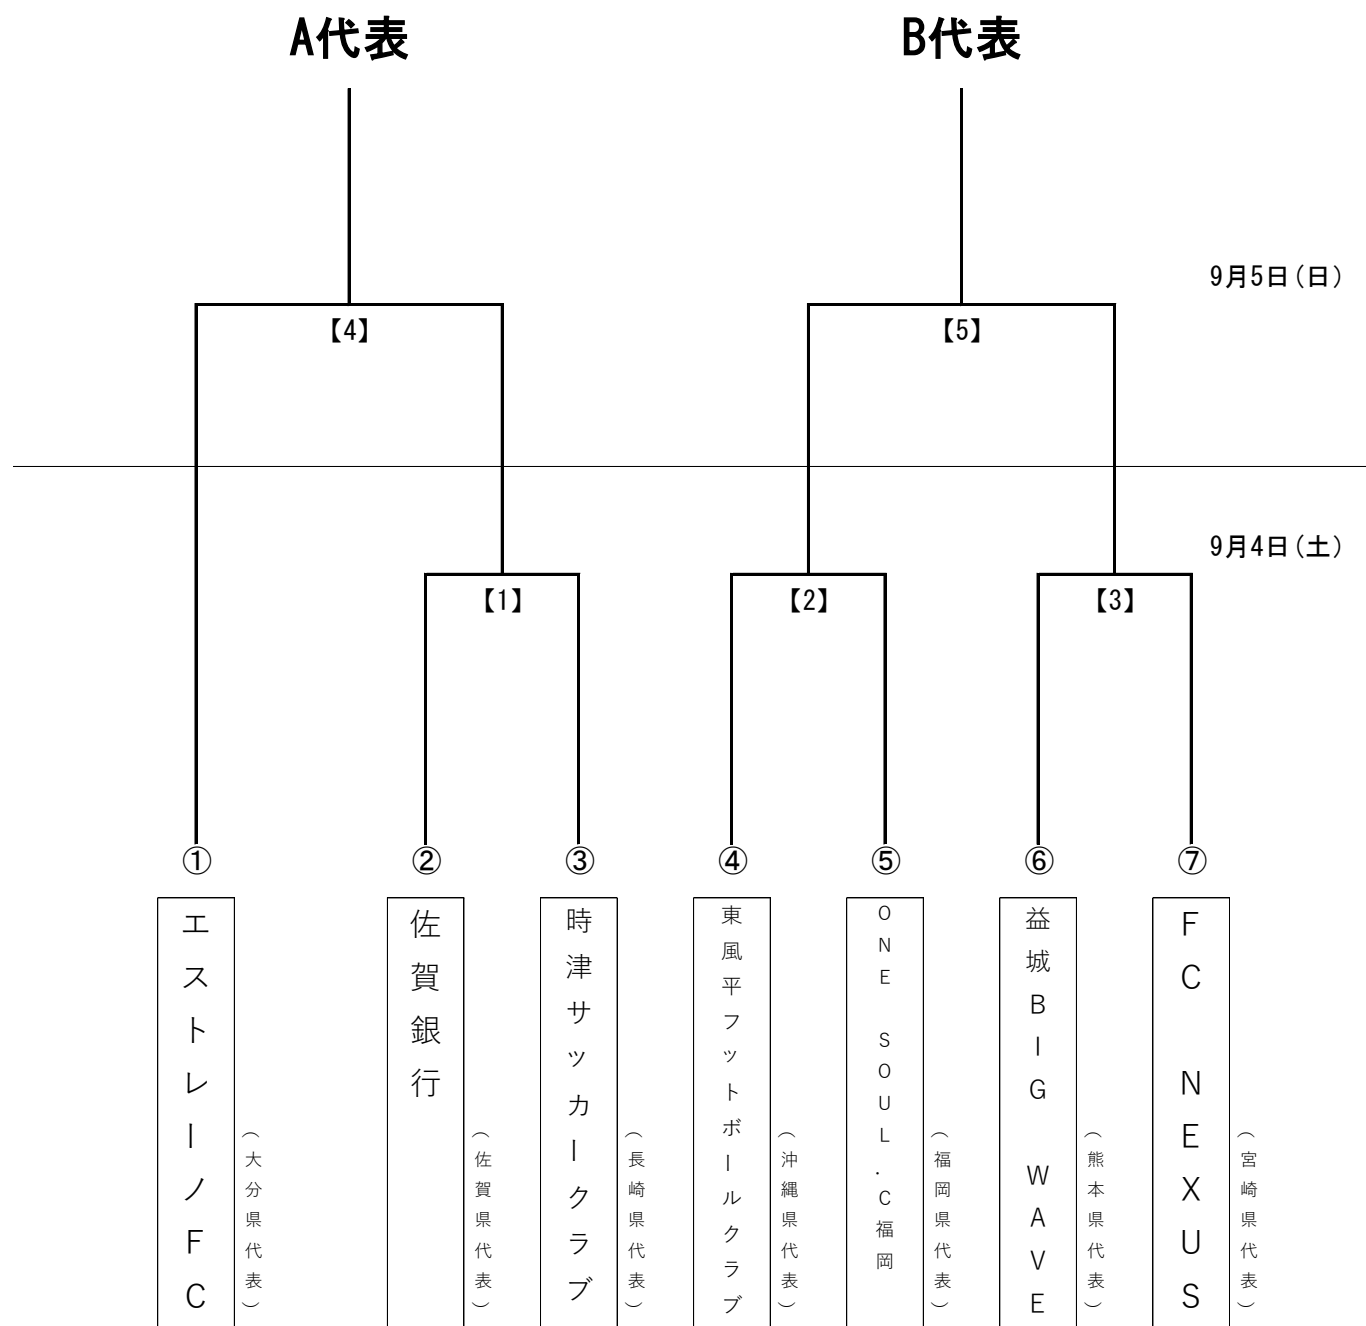 A代表
B代表
9月5日(日)
【4】
【5】
9月4日(土)
【1】
【2】
【3】
①
②
③
④
⑤
⑥
⑦
エストレーノFC
(大分県代表)
佐賀銀行
(佐賀県代表)
時津サッカークラブ
(長崎県代表)
東風平フットボールクラブ
(沖縄県代表)
ONE SOUL.C福岡
(福岡県代表)
益城BIG WAVE
(熊本県代表)
FC NEXUS
(宮崎県代表)